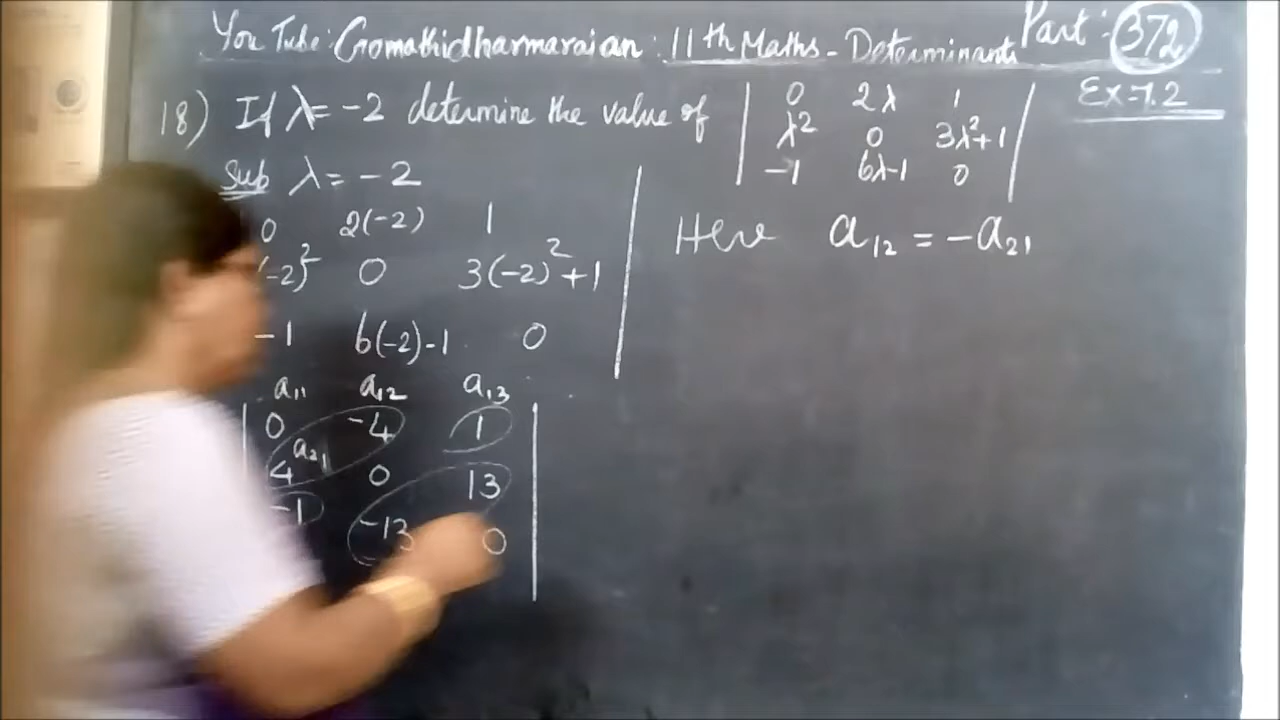 You Tube: Gomathidharmarajan: 11th Maths - Determinants Part: 372
Ex-7.2
18) If λ = -2 determine the value of
0 2λ 1
λ² 0 3λ²+1
-1 6λ-1 0
Sub λ = -2
0 2(-2) 1
(-2)² 0 3(-2)²+1
-1 6(-2)-1 0
a₁₁ a₁₂ a₁₃
0 -4 1
a₂₁
4 0 13
-1 -13 0
Here a₁₂ = -a₂₁